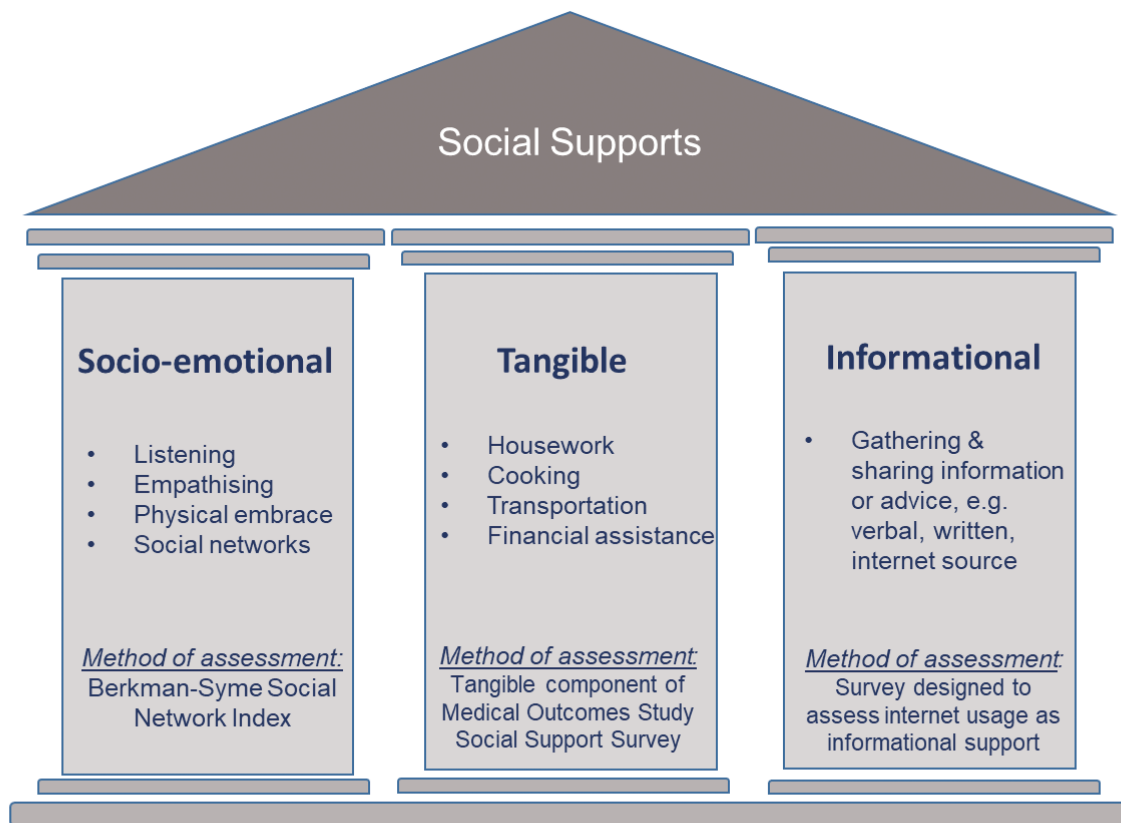 Social Supports
Socio-emotional
• Listening
• Empathising
• Physical embrace
• Social networks
Method of assessment:
Berkman-Syme Social
Network Index
Tangible
• Housework
• Cooking
• Transportation
• Financial assistance
Method of assessment:
Tangible component of
Medical Outcomes Study
Social Support Survey
Informational
• Gathering &
sharing information
or advice, e.g.
verbal, written,
internet source
Method of assessment:
Survey designed to
assess internet usage as
informational support